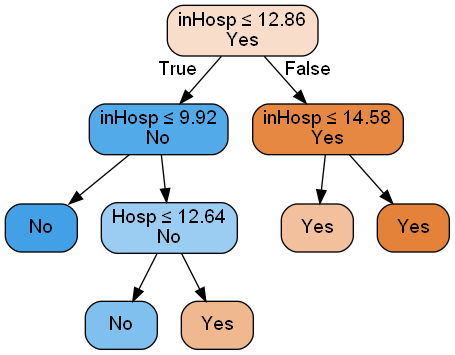 inHosp ≤ 12.86
Yes
True
False
inHosp ≤ 9.92
No
inHosp ≤ 14.58
Yes
No
Hosp ≤ 12.64
No
Yes
Yes
No
Yes